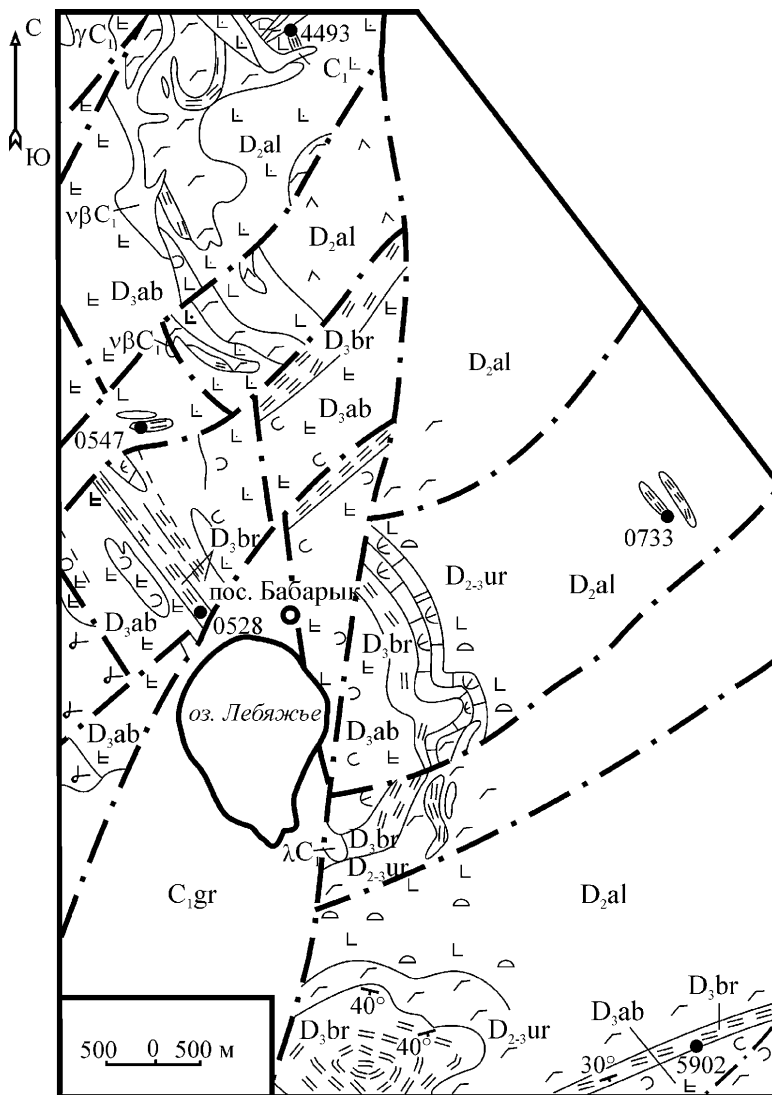 С
γC₁
4493
C₁
Ю
D₂al
νβC₁
D₂al
D₃ab
νβC₁
D₃br
D₂al
D₃ab
0547
0733
D₃br
D₂₋₃ur
D₂al
пос. Бабарык
D₃ab
0528
D₃br
оз. Лебяжье
D₃ab
D₃ab
λC₁
D₃br
D₂₋₃ur
C₁gr
D₂al
D₃br
40°
D₃ab
D₃br
40°
D₂₋₃ur
500 0 500 м
30°
5902